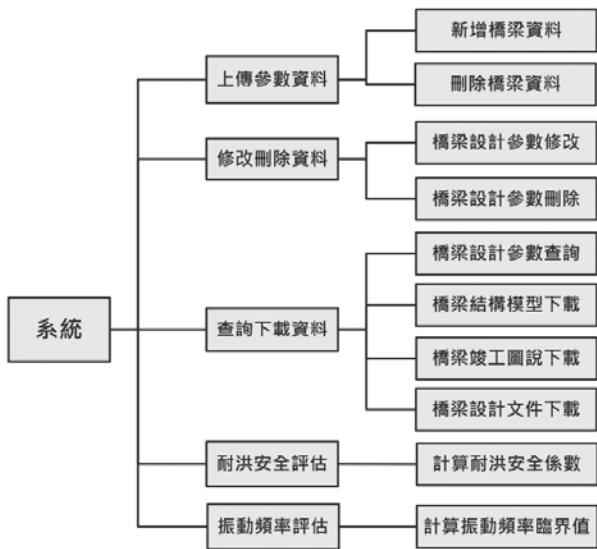 系統
上傳參數資料
新增橋梁資料
刪除橋梁資料
修改刪除資料
橋梁設計參數修改
橋梁設計參數刪除
查詢下載資料
橋梁設計參數查詢
橋梁結構模型下載
橋梁竣工圖說下載
橋梁設計文件下載
耐洪安全評估
計算耐洪安全係數
振動頻率評估
計算振動頻率臨界值